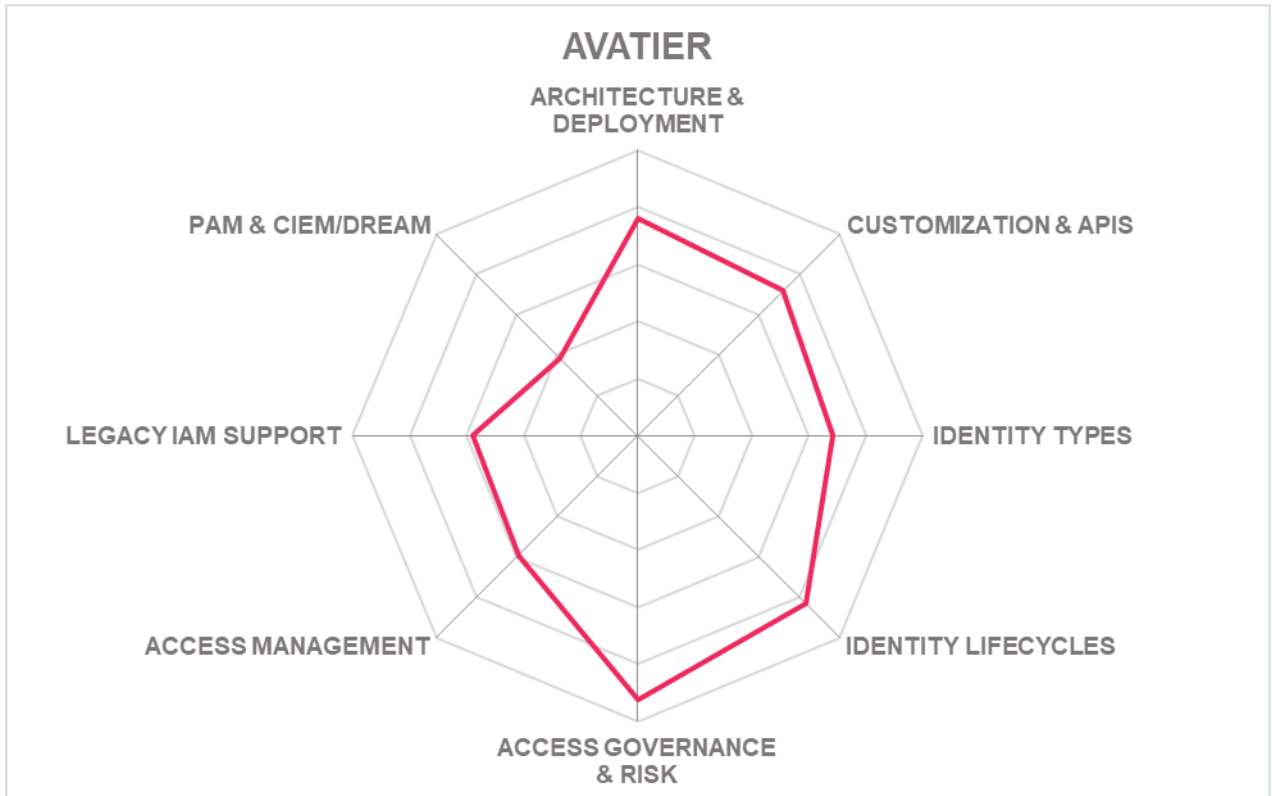 AVATIER
ARCHITECTURE &
DEPLOYMENT
PAM & CIEM/DREAM
CUSTOMIZATION & APIS
LEGACY IAM SUPPORT
IDENTITY TYPES
ACCESS MANAGEMENT
IDENTITY LIFECYCLES
ACCESS GOVERNANCE
& RISK